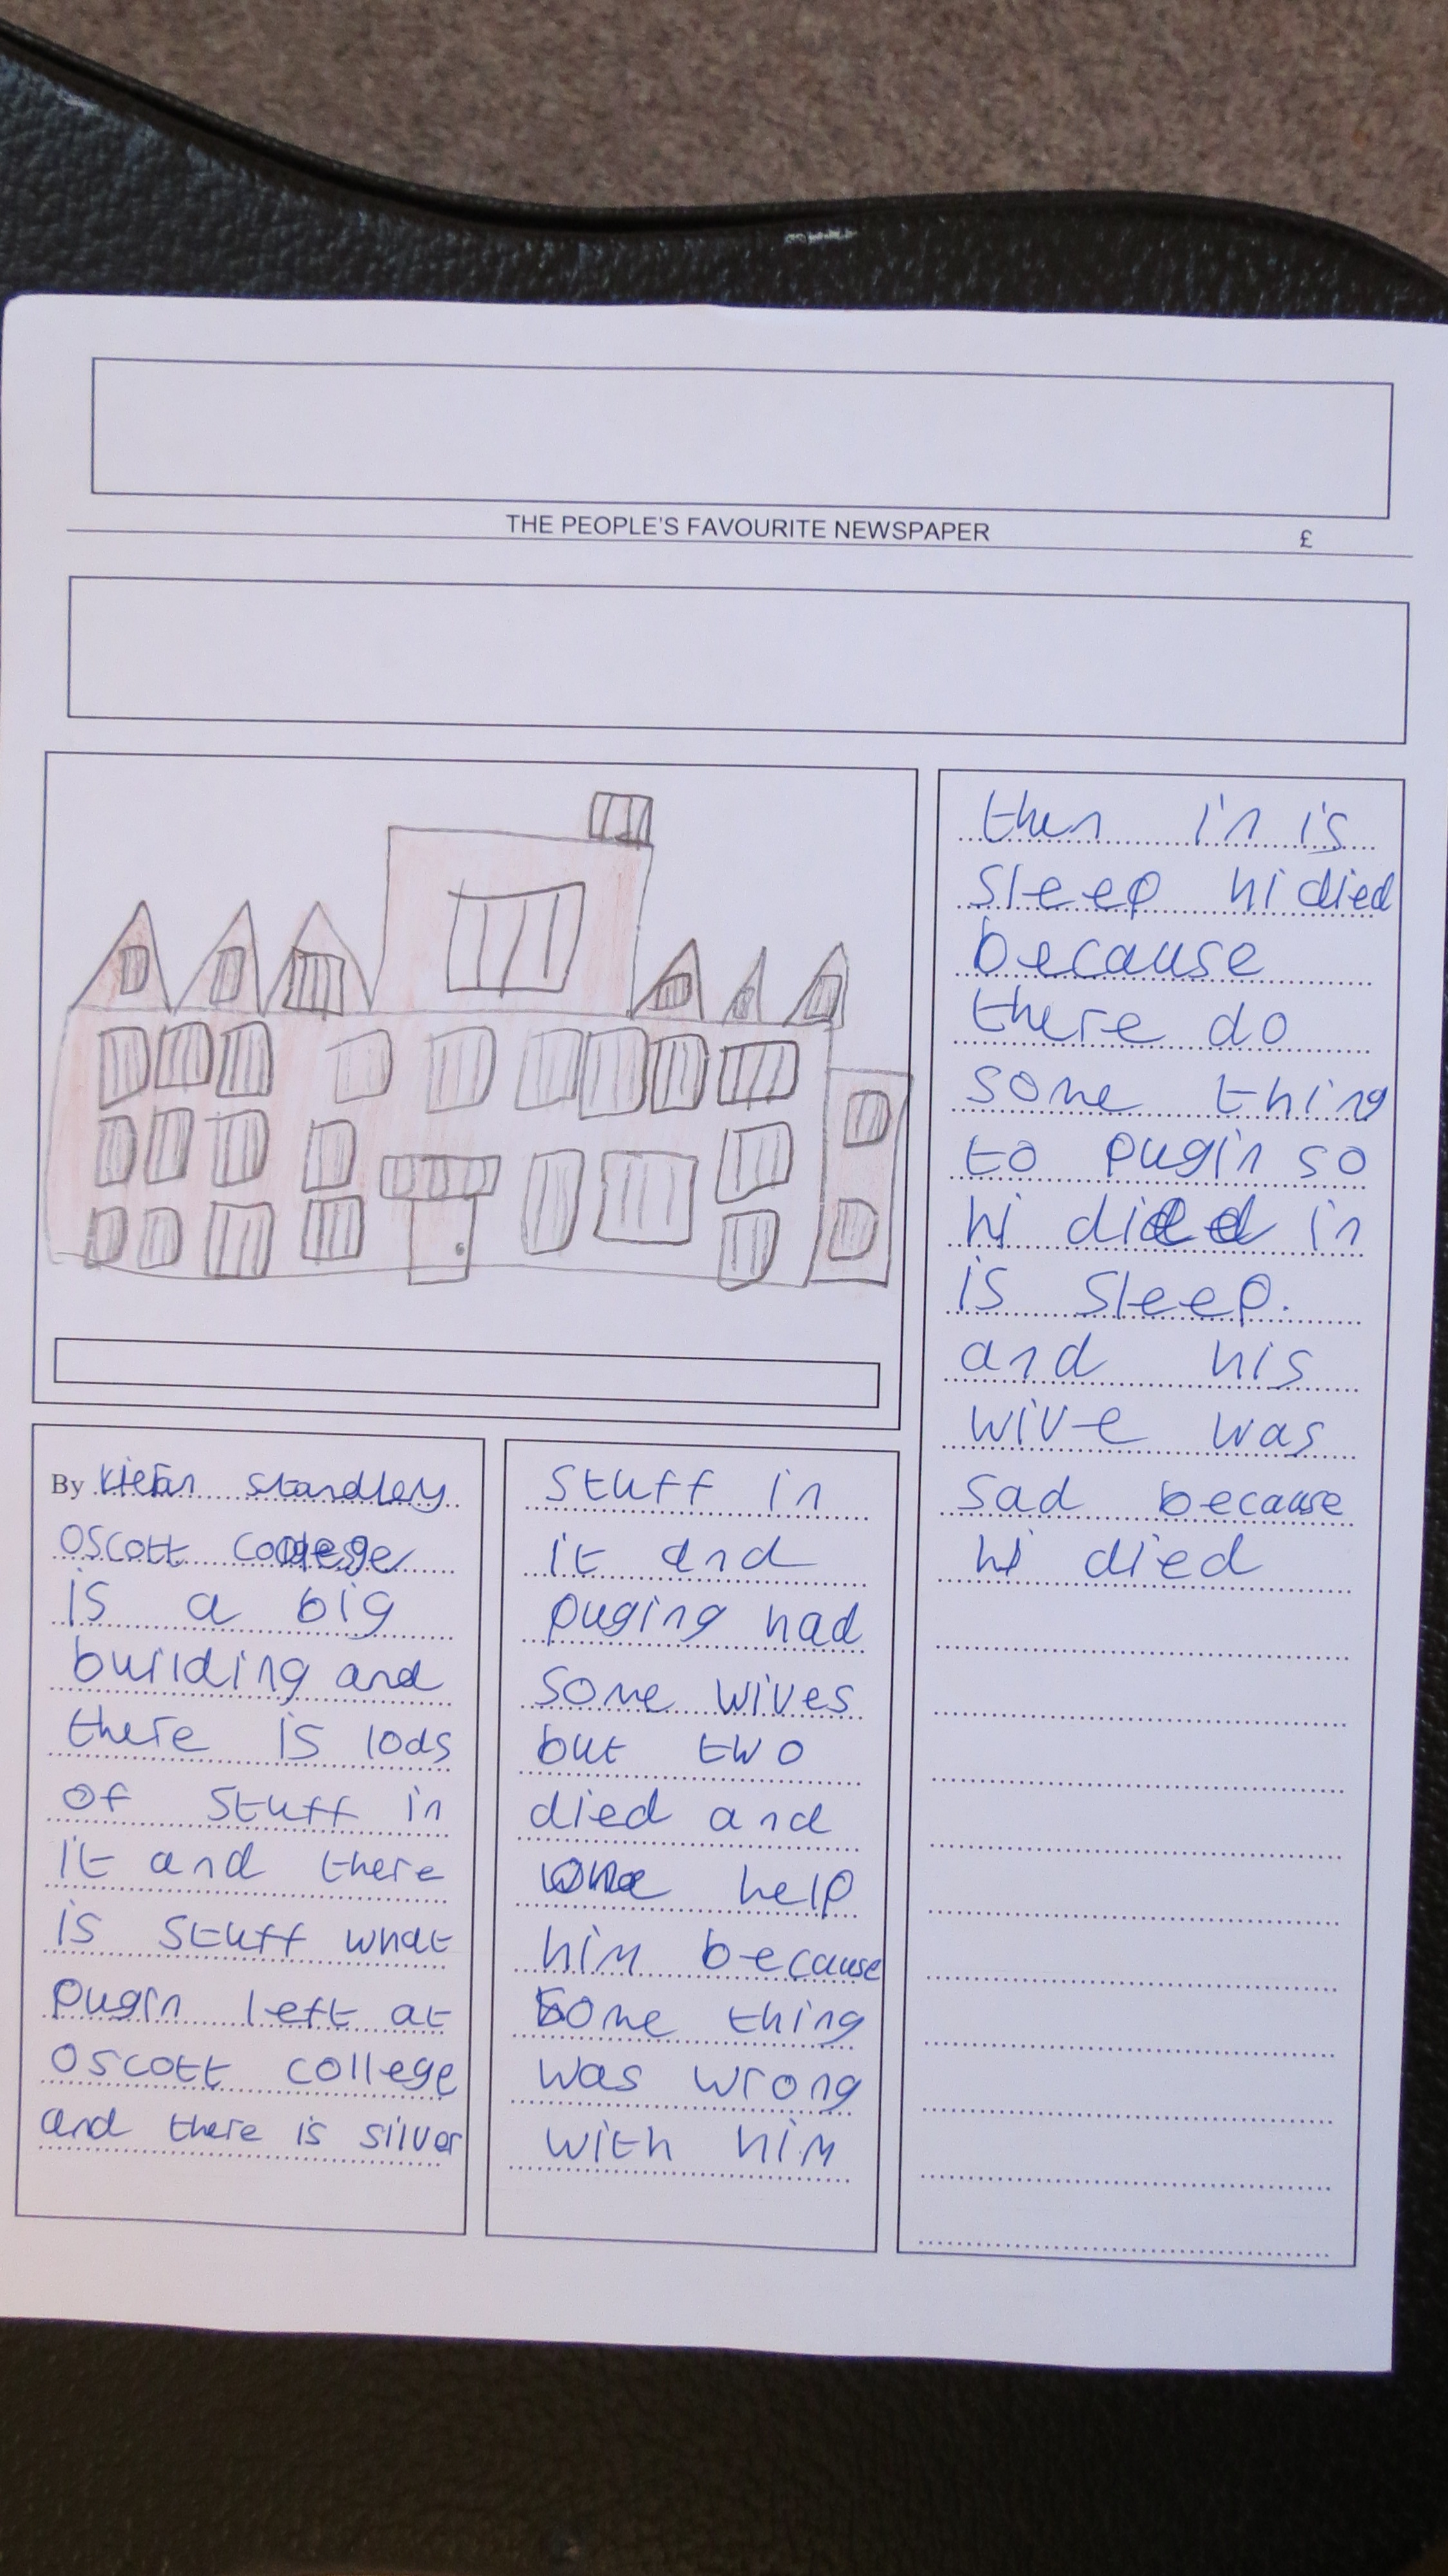 THE PEOPLE'S FAVOURITE NEWSPAPER £
By kieran standley
oscott college
is a big
building and
there is lods
of stuff in
it and there
is stuff what
pugin left at
oscott college
and there is silver
stuff in
it and
puging had
some wives
but two
died and
one help
him because
some thing
was wrong
with him
then in is
sleep hi died
because
there do
some thing
to pugin so
hi died in
is sleep.
and his
wive was
sad because
hi died